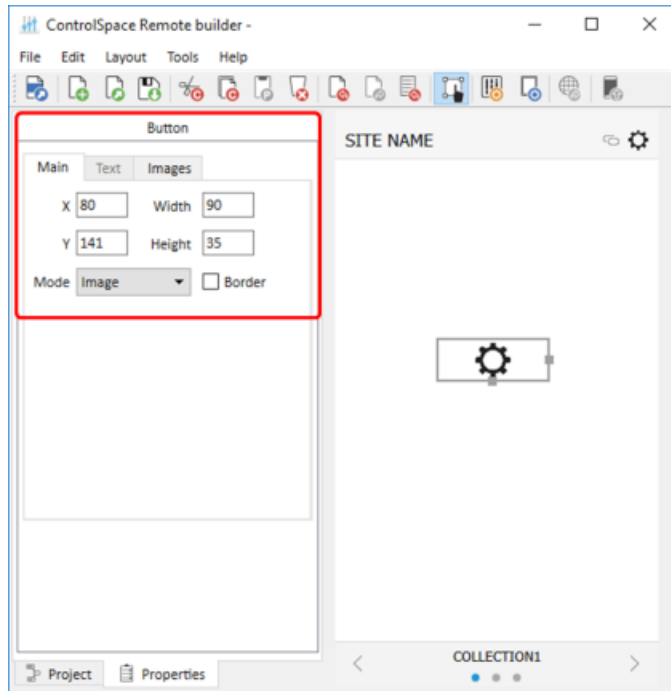 ControlSpace Remote builder -
File Edit Layout Tools Help
Button
Main Text Images
X 80 Width 90
Y 141 Height 35
Mode Image Border
SITE NAME
COLLECTION1
Project Properties